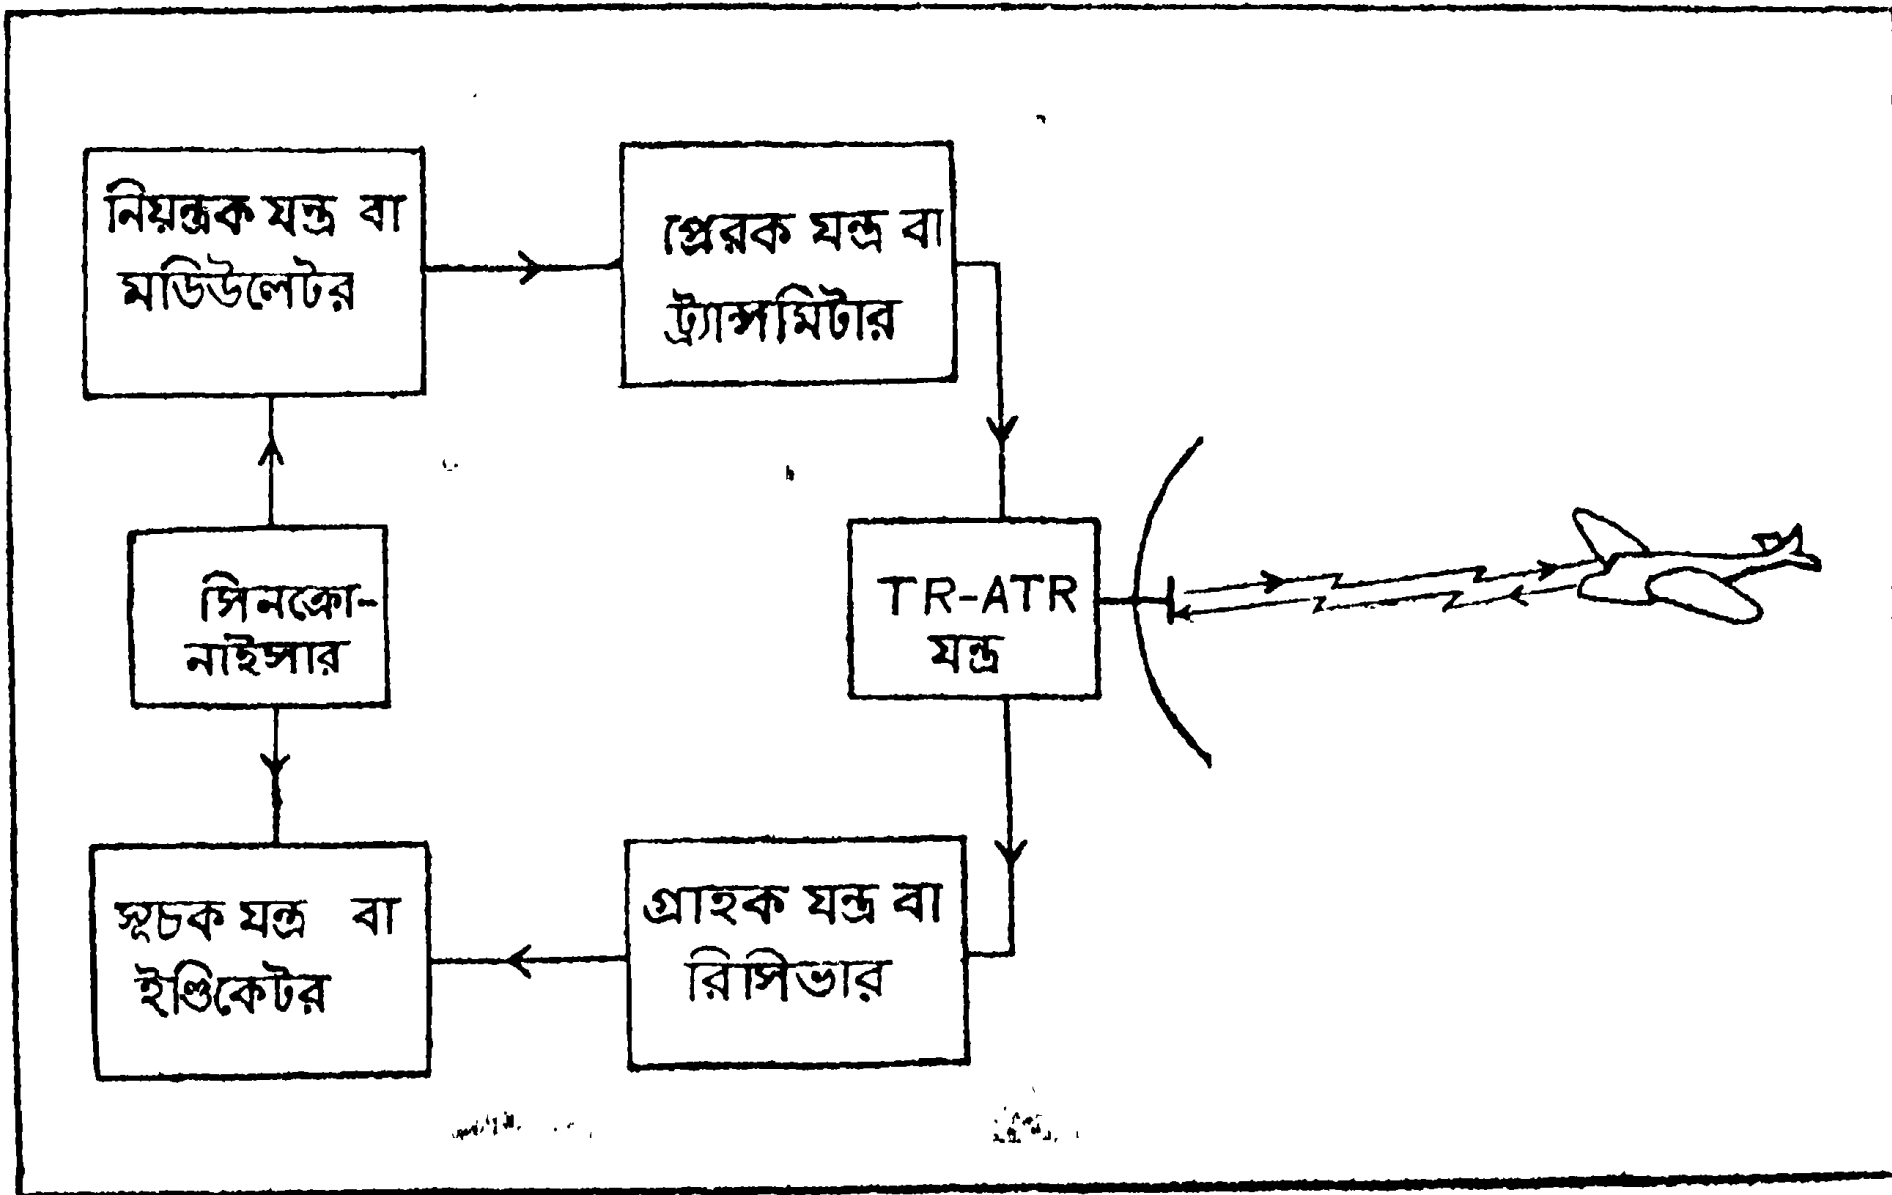 নিয়ন্ত্রক যন্ত্র বা
মডিউলেটর
প্রেরক যন্ত্র বা
ট্র্যান্সমিটার
সিনক্রো-
নাইসার
TR-ATR
যন্ত্র
সূচক যন্ত্র বা
ইণ্ডিকেটর
গ্রাহক যন্ত্র বা
রিসিভার